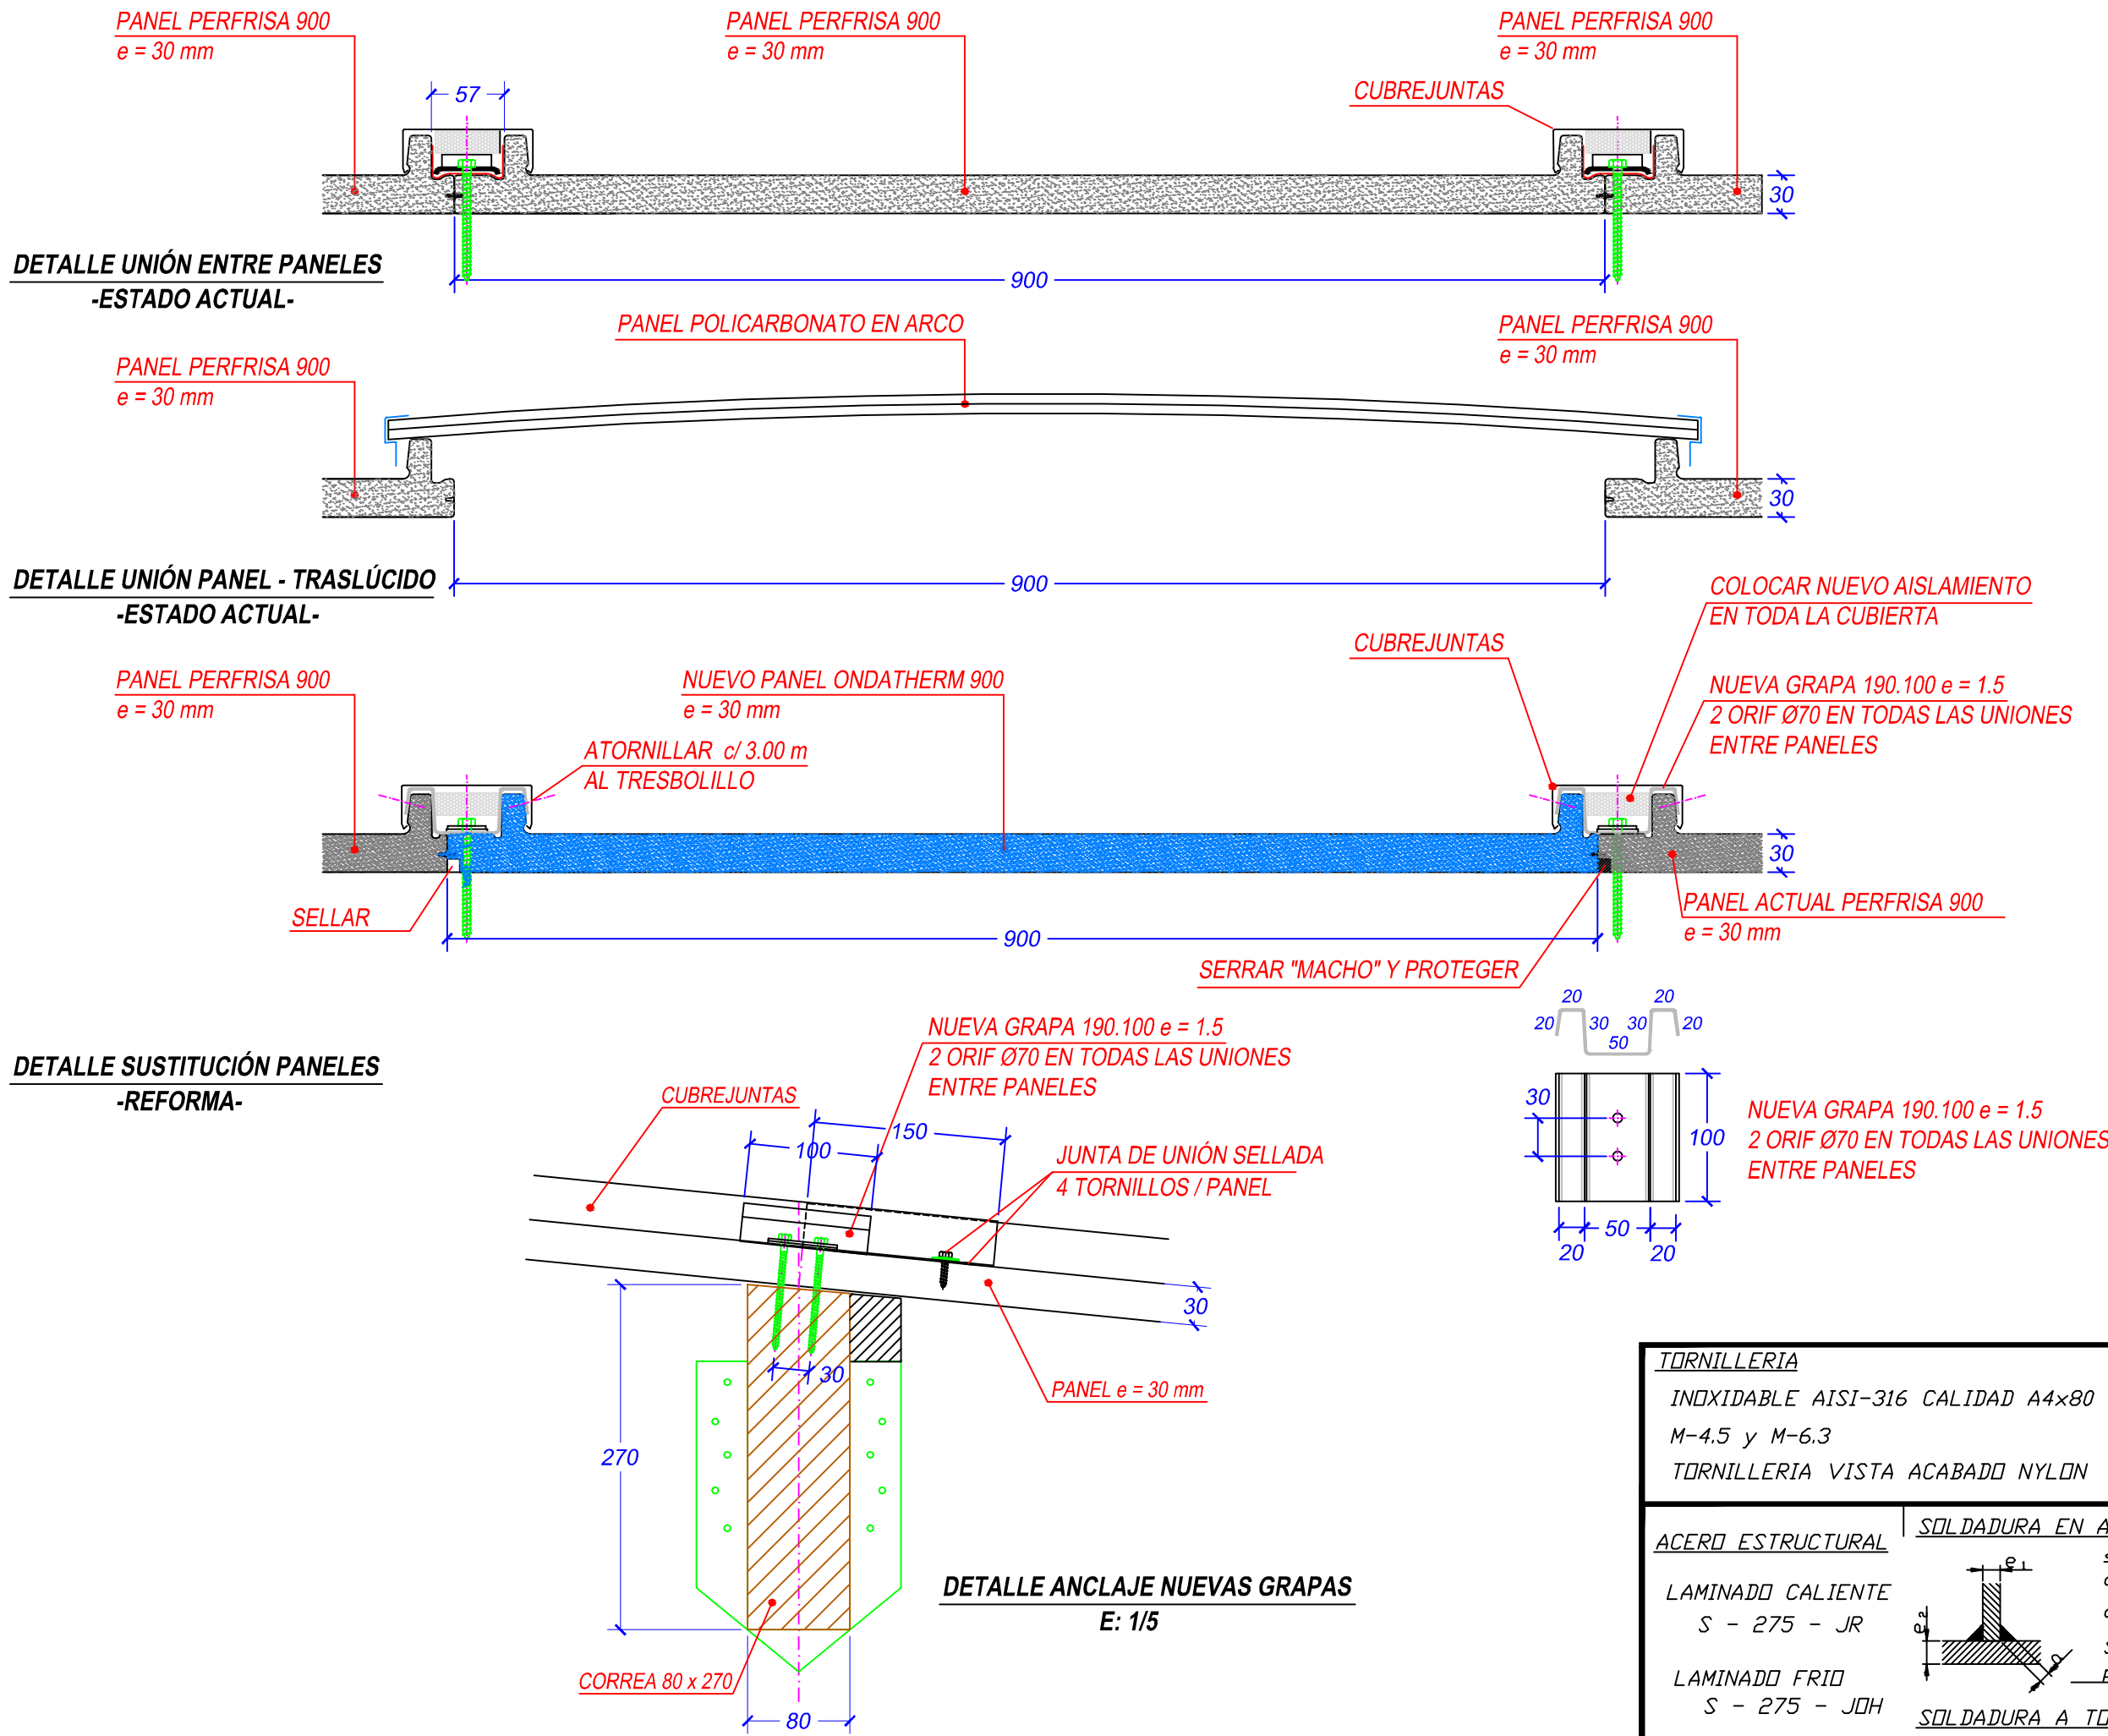 PANEL PERFRISA 900
e = 30 mm
PANEL PERFRISA 900
e = 30 mm
PANEL PERFRISA 900
e = 30 mm
57
CUBREJUNTAS
30
900
DETALLE UNIÓN ENTRE PANELES
-ESTADO ACTUAL-
PANEL POLICARBONATO EN ARCO
PANEL PERFRISA 900
e = 30 mm
PANEL PERFRISA 900
e = 30 mm
30
900
DETALLE UNIÓN PANEL - TRASLÚCIDO
-ESTADO ACTUAL-
COLOCAR NUEVO AISLAMIENTO
EN TODA LA CUBIERTA
CUBREJUNTAS
PANEL PERFRISA 900
e = 30 mm
NUEVO PANEL ONDATHERM 900
e = 30 mm
NUEVA GRAPA 190.100 e = 1.5
2 ORIF Ø70 EN TODAS LAS UNIONES
ENTRE PANELES
ATORNILLAR c/ 3.00 m
AL TRESBOLILLO
30
SELLAR
900
PANEL ACTUAL PERFRISA 900
e = 30 mm
SERRAR "MACHO" Y PROTEGER
DETALLE SUSTITUCIÓN PANELES
-REFORMA-
20 20
20 30 30 20
50
30
100
20 50 20
NUEVA GRAPA 190.100 e = 1.5
2 ORIF Ø70 EN TODAS LAS UNIONES
ENTRE PANELES
NUEVA GRAPA 190.100 e = 1.5
2 ORIF Ø70 EN TODAS LAS UNIONES
ENTRE PANELES
CUBREJUNTAS
150
100
JUNTA DE UNIÓN SELLADA
4 TORNILLOS / PANEL
30
30
PANEL e = 30 mm
270
CORREA 80 x 270
80
DETALLE ANCLAJE NUEVAS GRAPAS
E: 1/5
TORNILLERIA
INOXIDABLE AISI-316 CALIDAD A4x80
M-4.5 y M-6.3
TORNILLERIA VISTA ACABADO NYLON
ACERO ESTRUCTURAL
LAMINADO CALIENTE
S - 275 - JR
LAMINADO FRIO
S - 275 - JOH
SOLDADURA EN A
e1
e2
a
SOLDADURA A TO